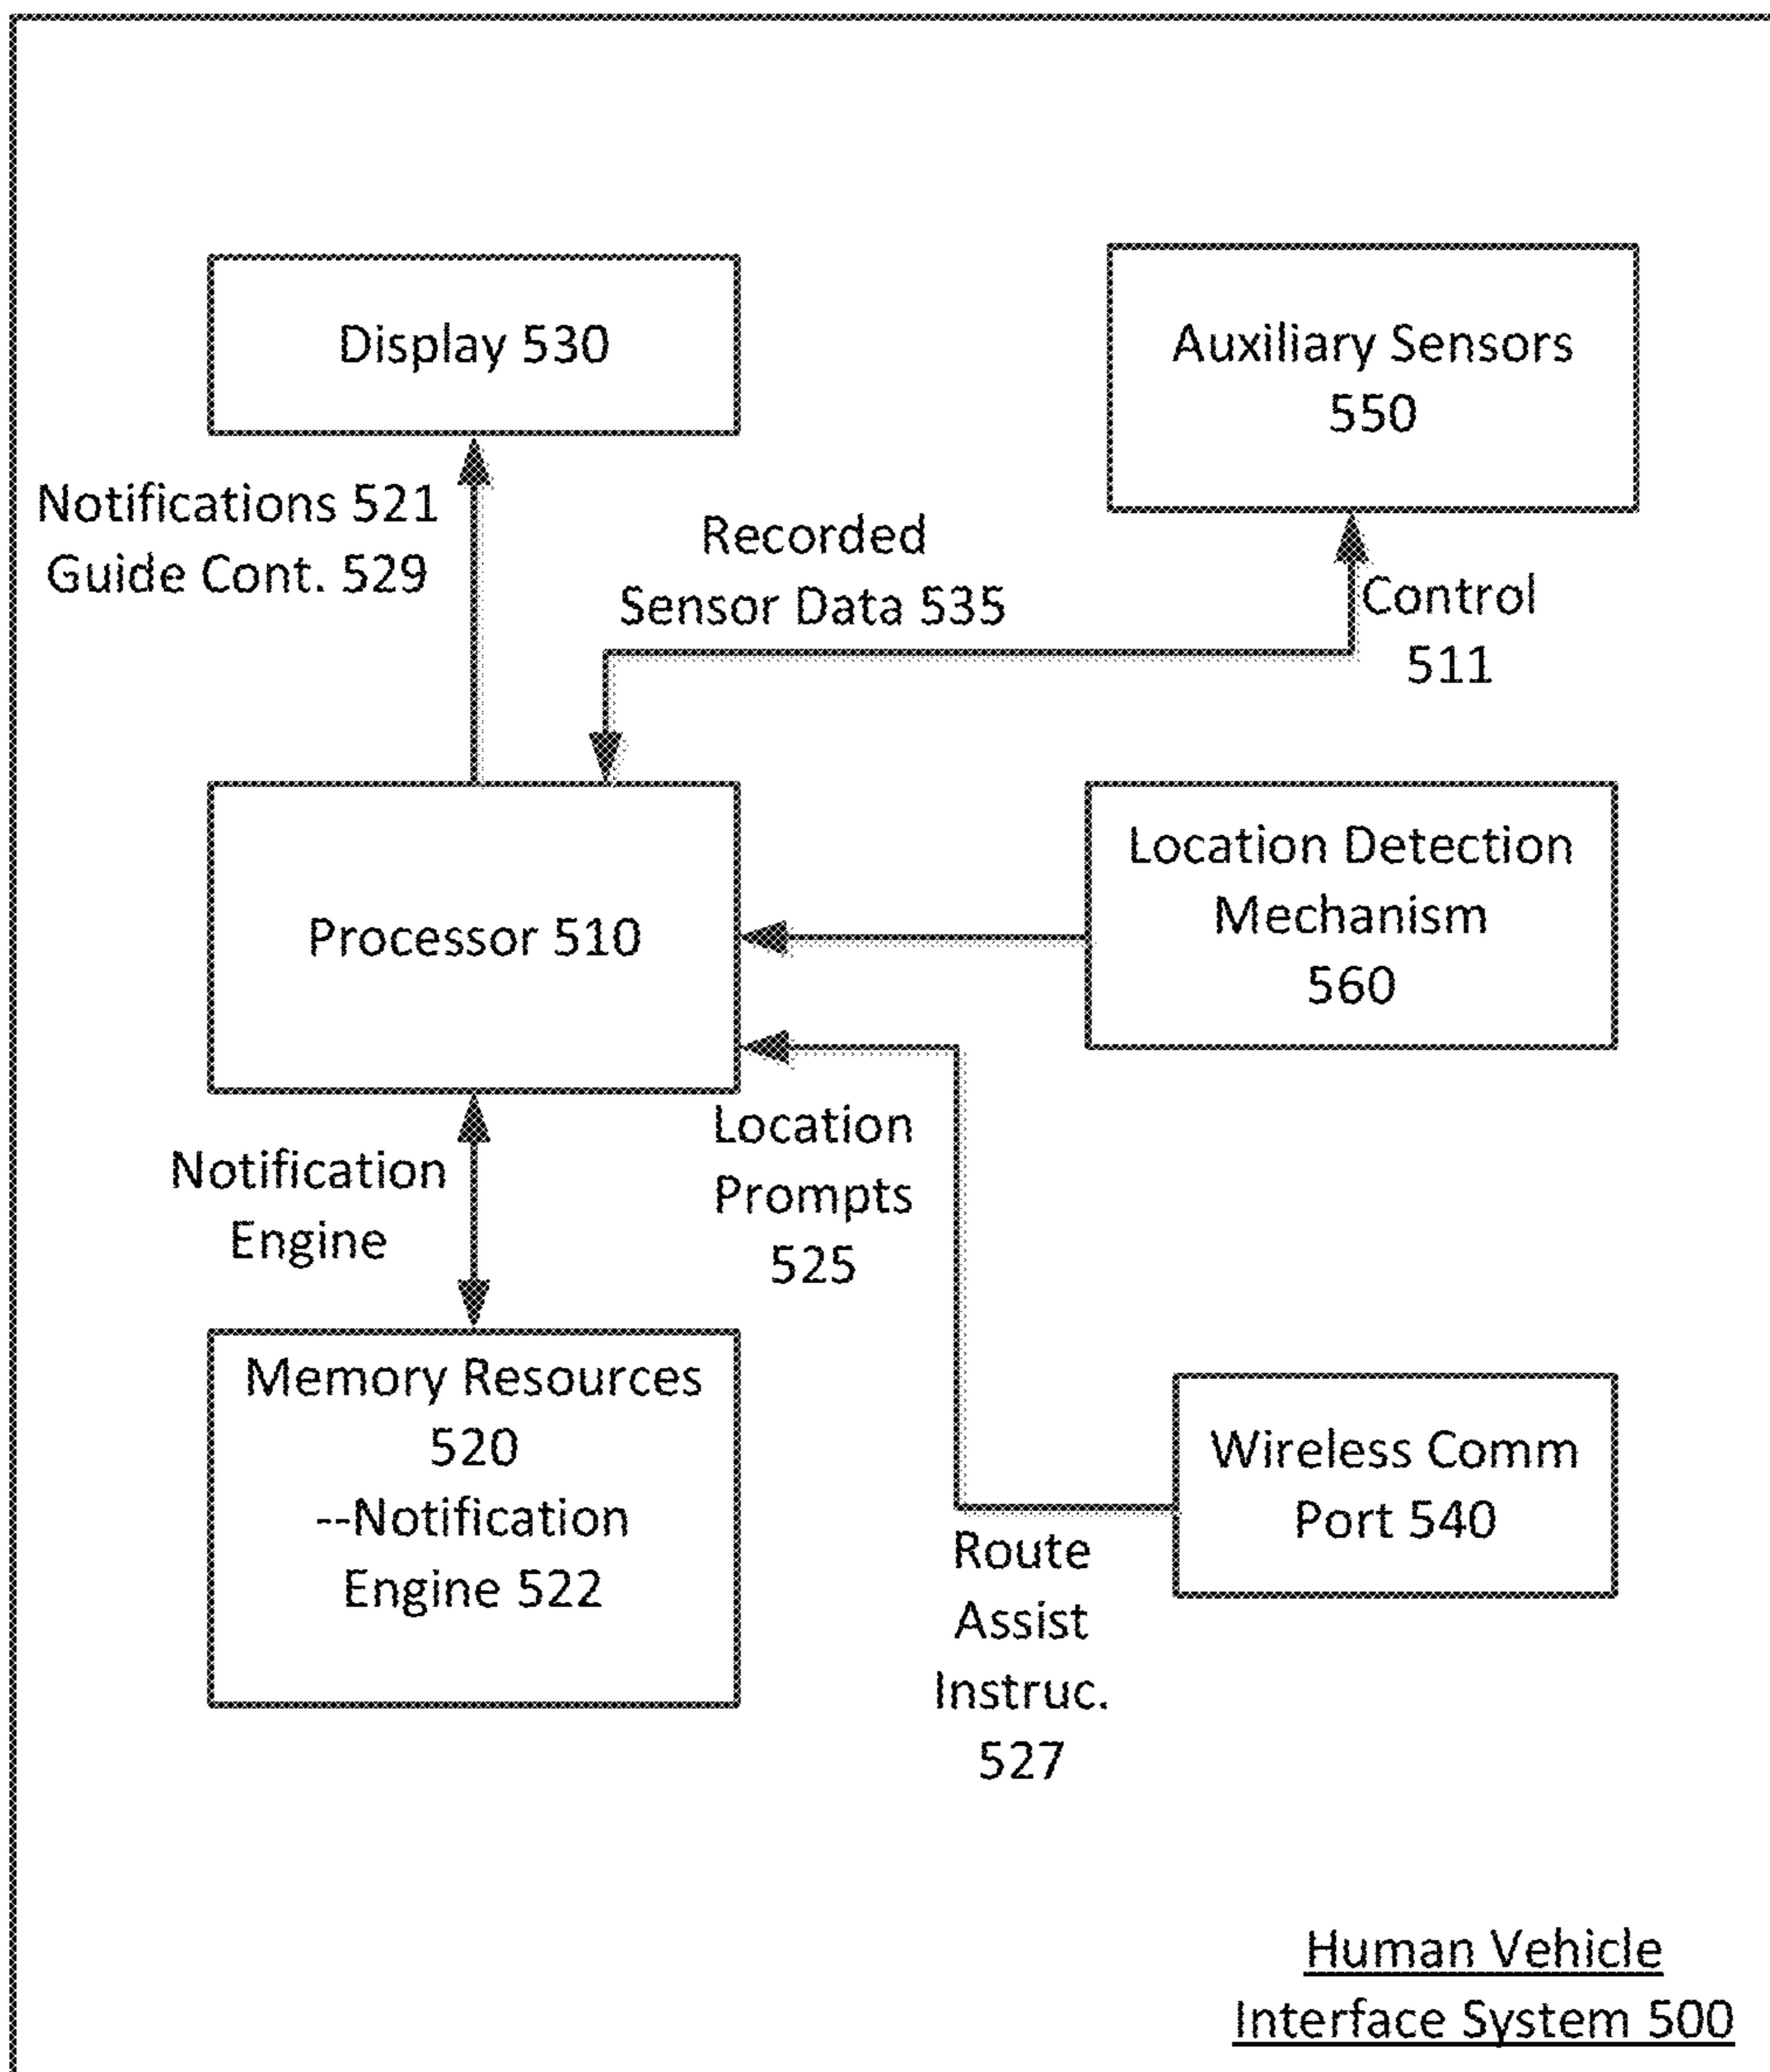 Display 530
Auxiliary Sensors
550
Notifications 521
Guide Cont. 529
Recorded
Sensor Data 535
Control
511
Processor 510
Location Detection
Mechanism
560
Notification
Engine
Location
Prompts
525
Memory Resources
520
--Notification
Engine 522
Wireless Comm
Port 540
Route
Assist
Instruc.
527
Human Vehicle
Interface System 500